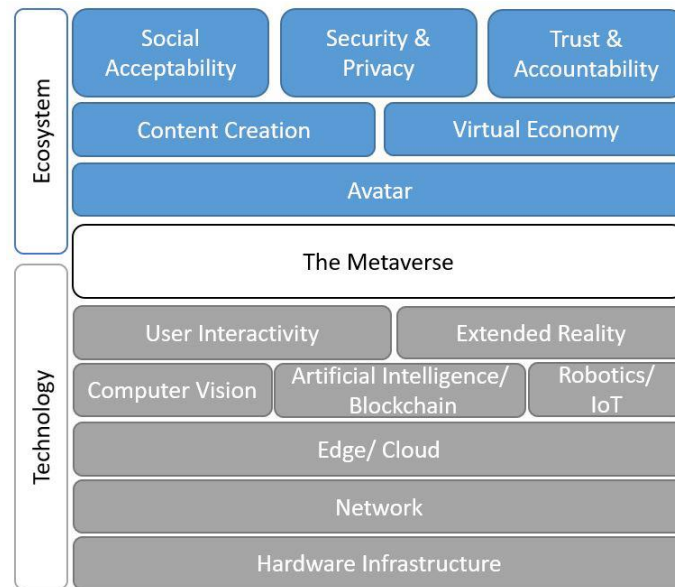 Ecosystem
Social
Acceptability
Security &
Privacy
Trust &
Accountability
Content Creation
Virtual Economy
Avatar
The Metaverse
Technology
User Interactivity
Extended Reality
Computer Vision
Artificial Intelligence/
Blockchain
Robotics/
IoT
Edge/ Cloud
Network
Hardware Infrastructure